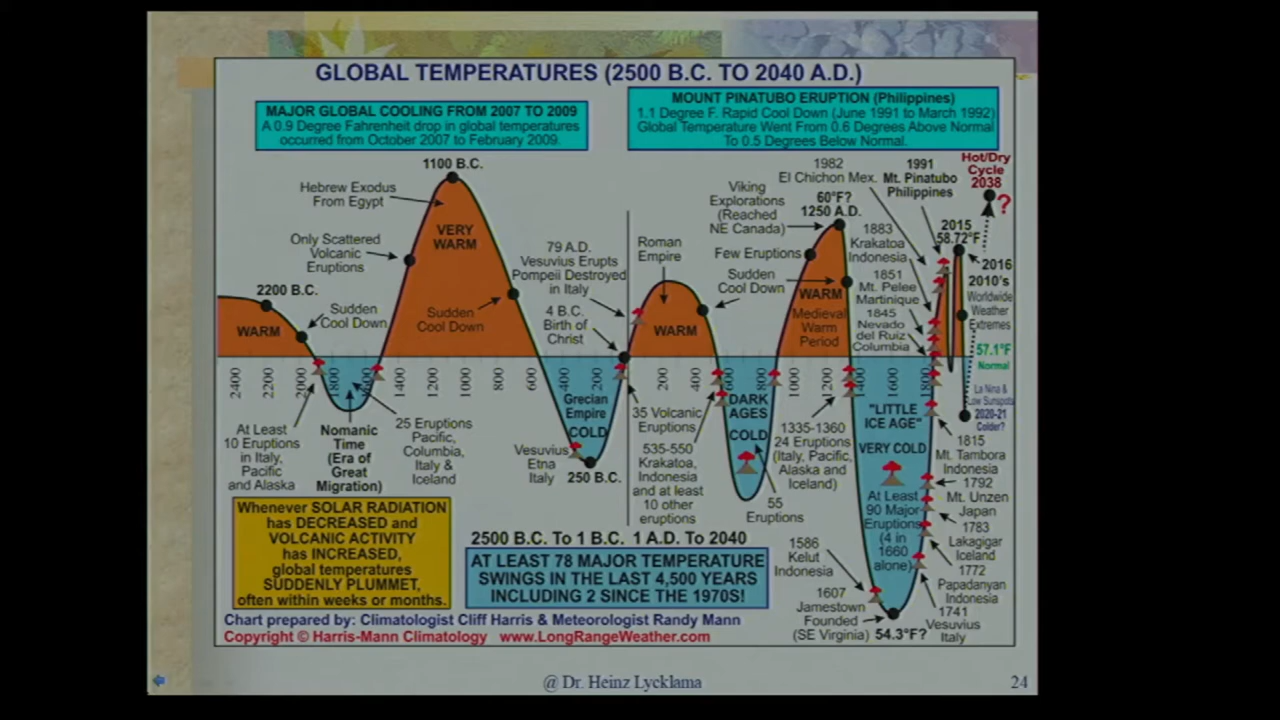 GLOBAL TEMPERATURES (2500 B.C. TO 2040 A.D.)
MAJOR GLOBAL COOLING FROM 2007 TO 2009
A 0.9 Degree Fahrenheit drop in global temperatures
occurred from October 2007 to February 2009.
MOUNT PINATUBO ERUPTION (Philippines)
1.1 Degree F. Rapid Cool Down (June 1991 to March 1992)
Global Temperature Went From 0.6 Degrees Above Normal
To 0.5 Degrees Below Normal.
2200 B.C.
WARM
Sudden
Cool Down
Only Scattered
Volcanic
Eruptions
Hebrew Exodus
From Egypt
1100 B.C.
VERY
WARM
Sudden
Cool Down
79 A.D.
Vesuvius Erupts
Pompeii Destroyed
in Italy
4 B.C.
Birth of
Christ
Roman
Empire
WARM
Sudden
Cool Down
Viking
Explorations
(Reached
NE Canada)
Few Eruptions
60°F?
1250 A.D.
WARM
Medieval
Warm
Period
1982
El Chichon Mex.
1991
Mt. Pinatubo
Philippines
1883
Krakatoa
Indonesia
1851
Mt. Pelee
Martinique
1845
Nevado
del Ruiz
Columbia
Hot/Dry
Cycle
2038
?
2015
58.72°F
2016
2010's
Worldwide
Weather
Extremes
57.1°F
Normal
La Nina &
Low Sunspots
2020-21
Colder?
2400
2200
2000
1800
1600
1400
1200
1000
800
600
400
200
200
400
600
800
1000
1200
1400
1600
1800
At Least
10 Eruptions
in Italy,
Pacific
and Alaska
Nomanic
Time
(Era of
Great
Migration)
25 Eruptions
Pacific,
Columbia,
Italy &
Iceland
Grecian
Empire
COLD
Vesuvius
Etna
Italy
250 B.C.
35 Volcanic
Eruptions
535-550
Krakatoa,
Indonesia
and at least
10 other
eruptions
DARK
AGES
COLD
55
Eruptions
1335-1360
24 Eruptions
(Italy, Pacific,
Alaska and
Iceland)
"LITTLE
ICE AGE"
VERY COLD
At Least
90 Major
Eruptions
(4 in
1660
alone)
1586
Kelut
Indonesia
1607
Jamestown
Founded
(SE Virginia)
54.3°F?
1815
Mt. Tambora
Indonesia
1792
Mt. Unzen
Japan
1783
Lakagigar
Iceland
1772
Papadanyan
Indonesia
1741
Vesuvius
Italy
Whenever SOLAR RADIATION
has DECREASED and
VOLCANIC ACTIVITY
has INCREASED,
global temperatures
SUDDENLY PLUMMET,
often within weeks or months.
2500 B.C. To 1 B.C. 1 A.D. To 2040
AT LEAST 78 MAJOR TEMPERATURE
SWINGS IN THE LAST 4,500 YEARS
INCLUDING 2 SINCE THE 1970S!
Chart prepared by: Climatologist Cliff Harris & Meteorologist Randy Mann
Copyright © Harris-Mann Climatology www.LongRangeWeather.com
@ Dr. Heinz Lycklama
24